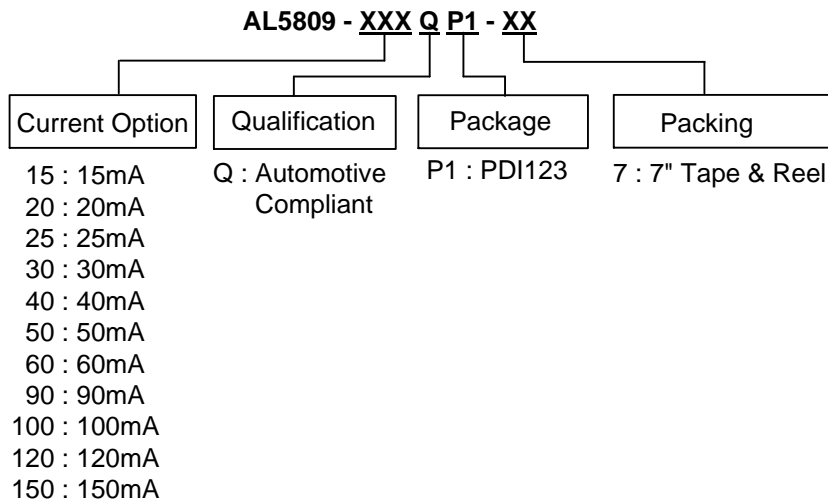 AL5809 - XXX Q P1 - XX
Current Option
Qualification
Package
Packing
15 : 15mA
20 : 20mA
25 : 25mA
30 : 30mA
40 : 40mA
50 : 50mA
60 : 60mA
90 : 90mA
100 : 100mA
120 : 120mA
150 : 150mA
Q : Automotive
Compliant
P1 : PDI123
7 : 7" Tape & Reel